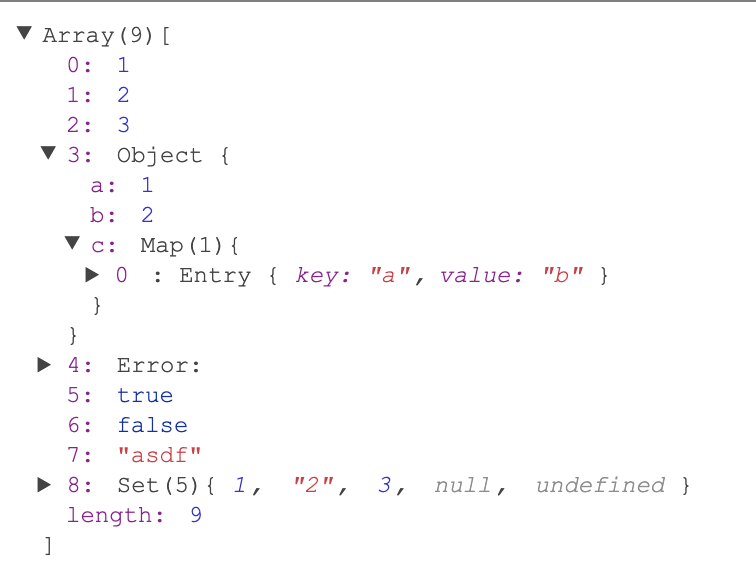 ▼ Array(9)[
0: 1
1: 2
2: 3
▼ 3: Object {
a: 1
b: 2
▼ c: Map(1){
▶ 0 : Entry { key: "a", value: "b" }
}
}
▶ 4: Error:
5: true
6: false
7: "asdf"
▶ 8: Set(5){ 1, "2", 3, null, undefined }
length: 9
]